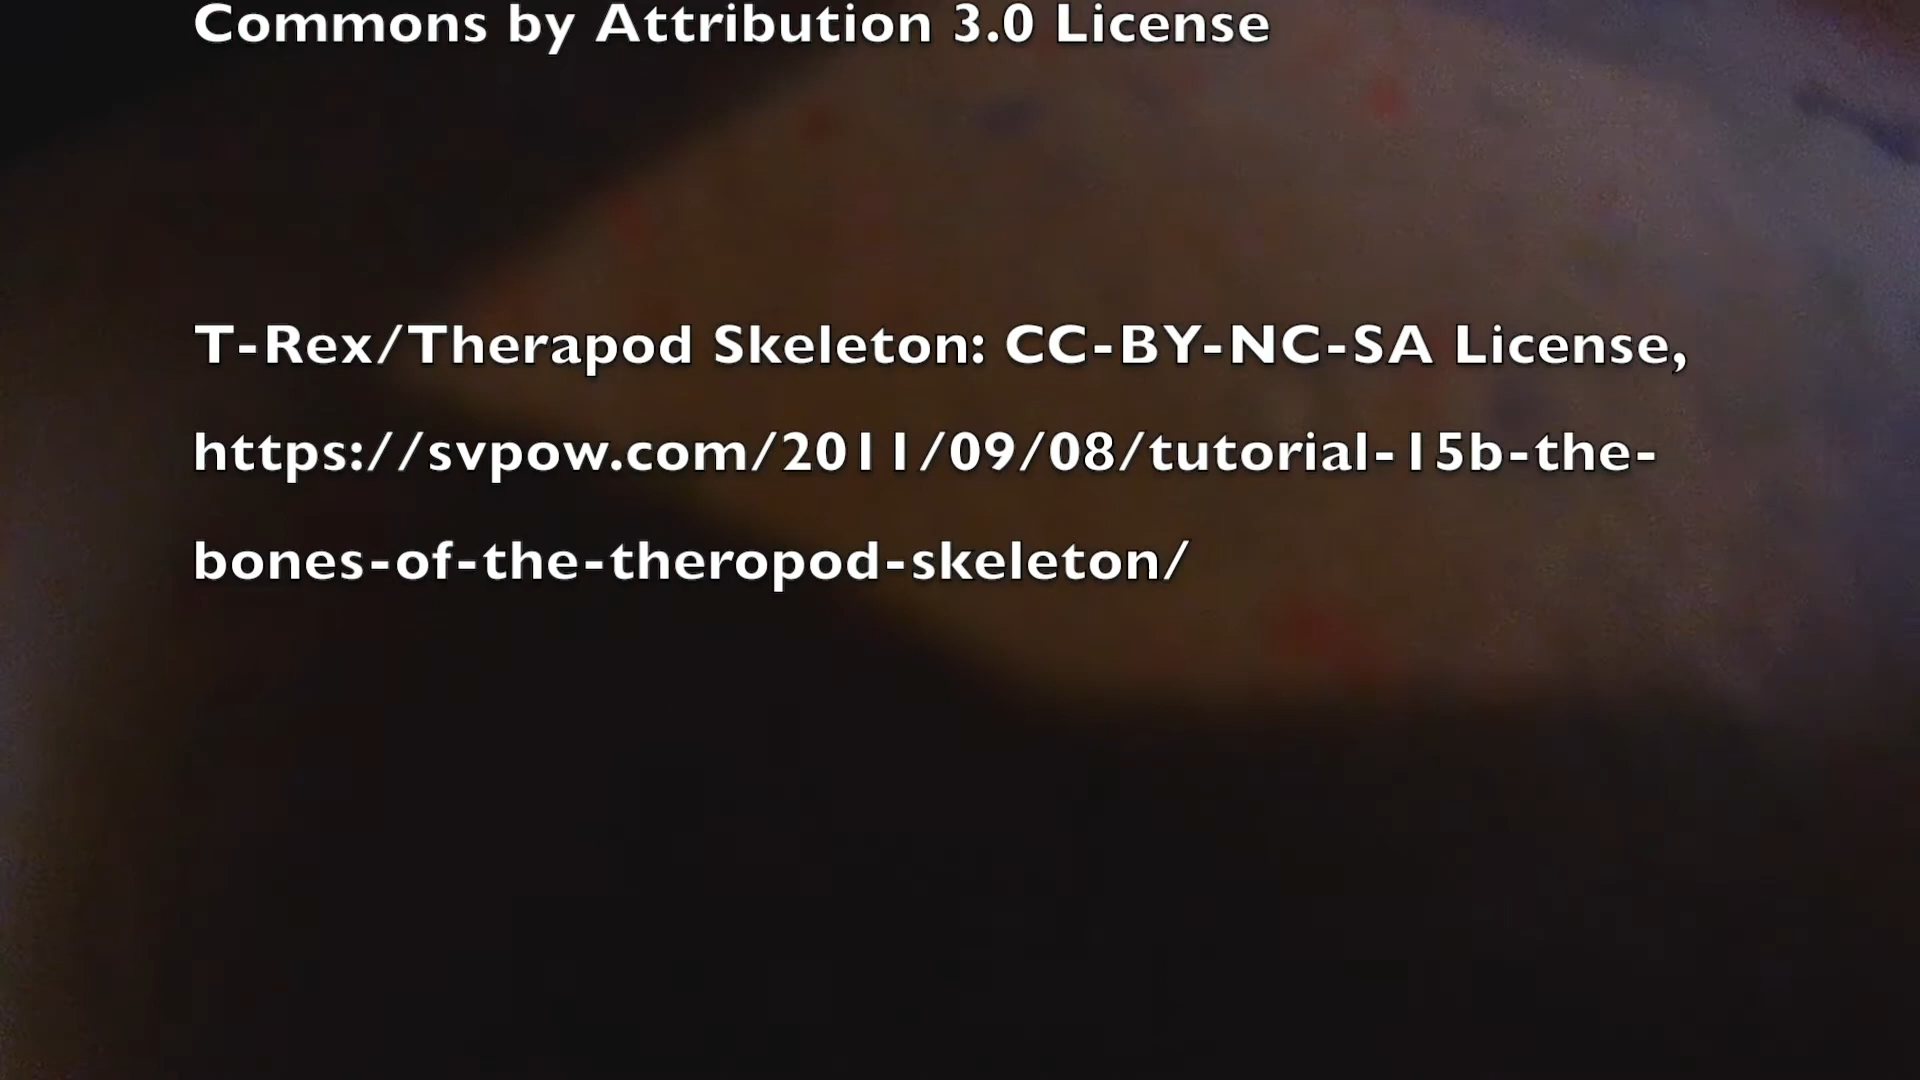 Commons by Attribution 3.0 License
T-Rex/Therapod Skeleton: CC-BY-NC-SA License,
https://svpow.com/2011/09/08/tutorial-15b-the-
bones-of-the-theropod-skeleton/